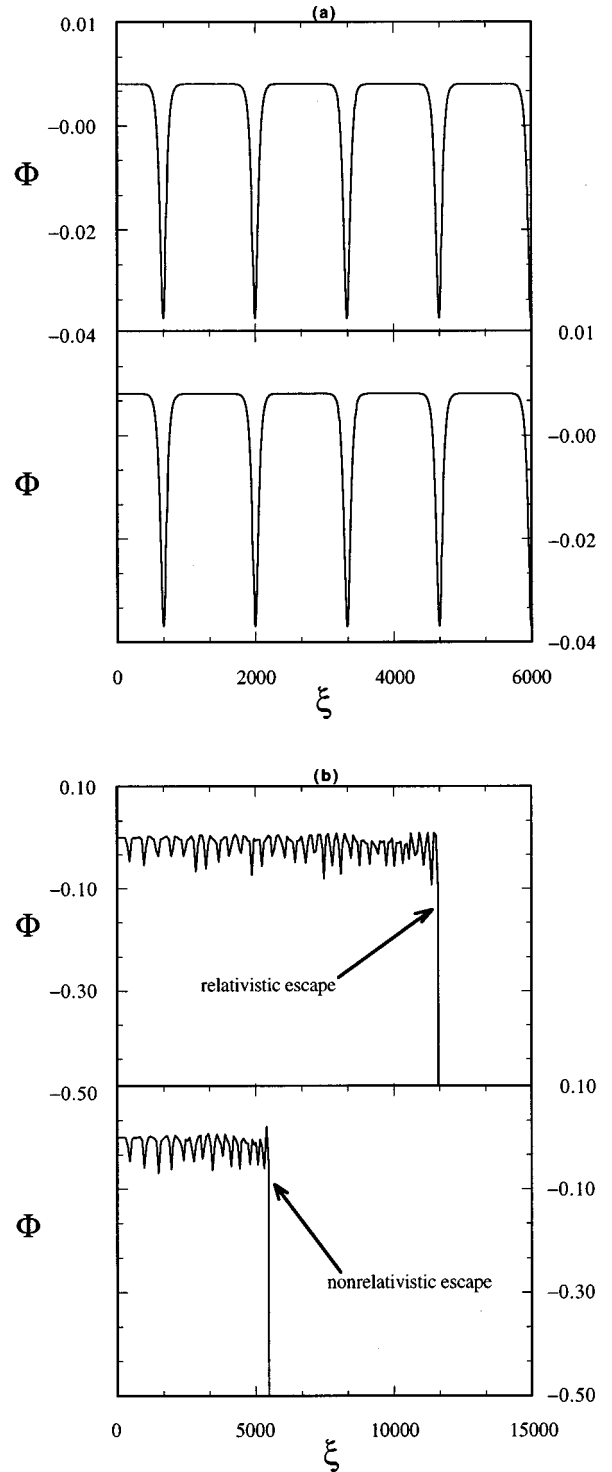 (a)
0.01
−0.00
Φ
−0.02
−0.04
0.01
−0.00
Φ
−0.02
−0.04
0 2000 4000 6000
ξ
(b)
0.10
−0.10
Φ
relativistic escape
−0.30
−0.50
0.10
−0.10
Φ
nonrelativistic escape
−0.30
−0.50
0 5000 10000 15000
ξ